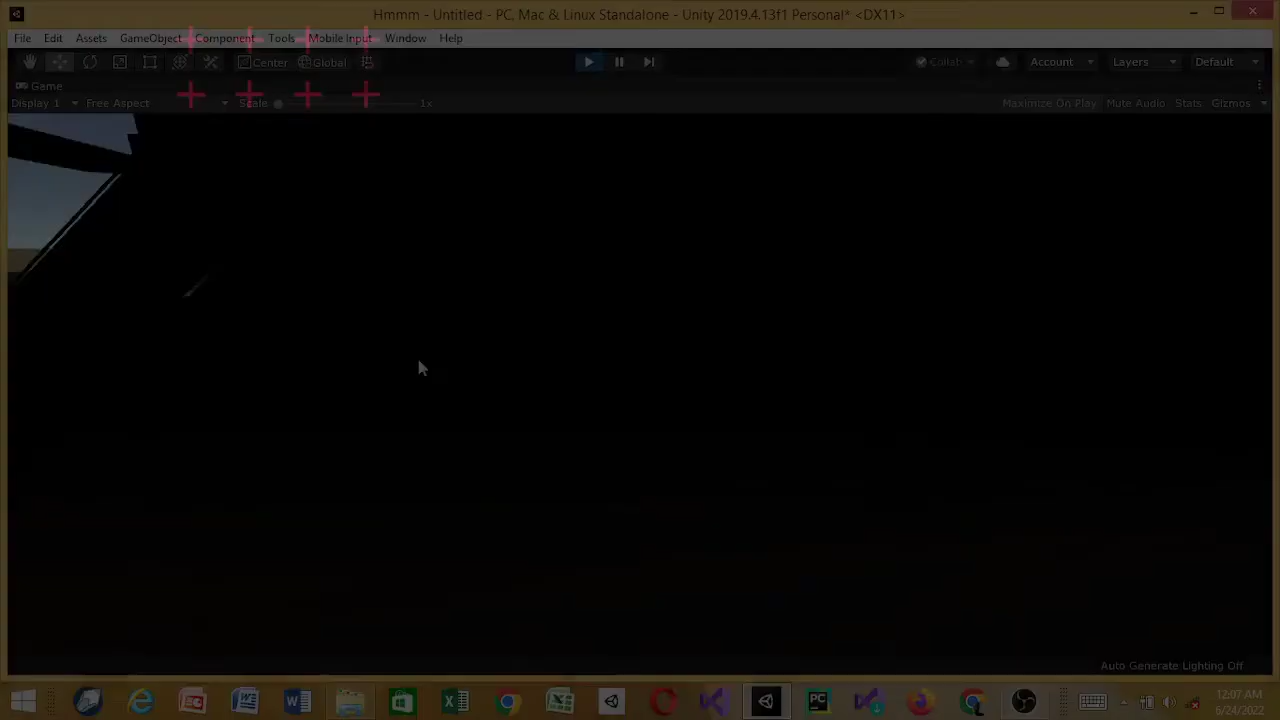 Hmmm - Untitled - PC, Mac & Linux Standalone - Unity 2019.4.13f1 Personal* <DX11>
File Edit Assets GameObject Component Tools Mobile Input Window Help
Center Global Collab Account Layers Default
Game
Display 1 Free Aspect Scale 1x Maximize On Play Mute Audio Stats Gizmos
Auto Generate Lighting Off
12:07 AM
6/24/2022